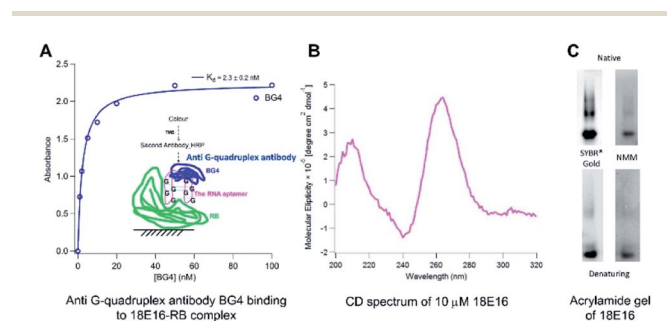 A
B
C
K_d = 2.3 ± 0.2 nM
BG4
2.5
2.0
1.5
1.0
0.5
0.0
Absorbance
0 20 40 60 80 100
[BG4] (nM)
Colour
TMB
Second Antibody_HRP
Anti G-quadruplex antibody
BG4
G G
G G
G G
The RNA aptamer
RB
Anti G-quadruplex antibody BG4 binding
to 18E16-RB complex
5
4
3
2
1
0
-1
-2
Molecular Elipticity × 10⁻⁵ [degree cm² dmol⁻¹]
200 220 240 260 280 300 320
Wavelength (nm)
CD spectrum of 10 µM 18E16
Native
SYBR®
Gold
NMM
Denaturing
Acrylamide gel
of 18E16